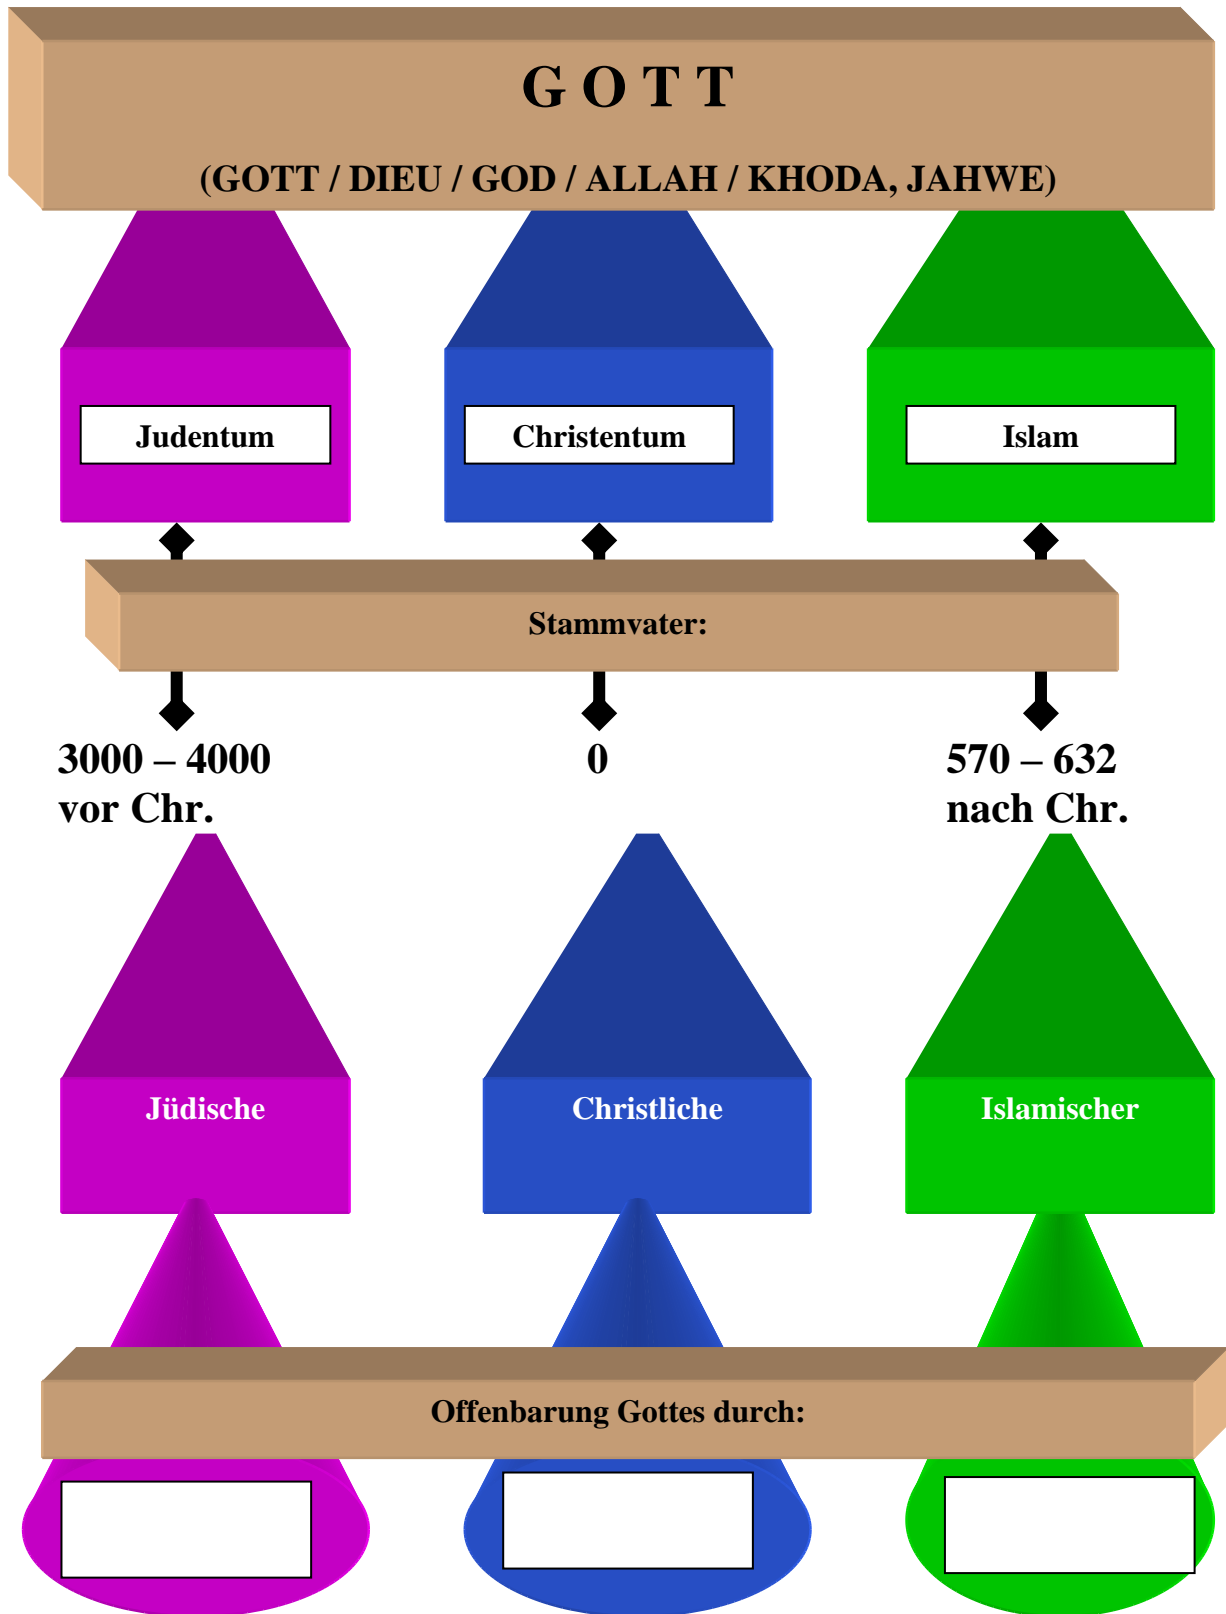 G O T T
(GOTT / DIEU / GOD / ALLAH / KHODA, JAHWE)
Judentum
Christentum
Islam
Stammvater:
3000 – 4000
vor Chr.
0
570 – 632
nach Chr.
Jüdische
Christliche
Islamischer
Offenbarung Gottes durch: